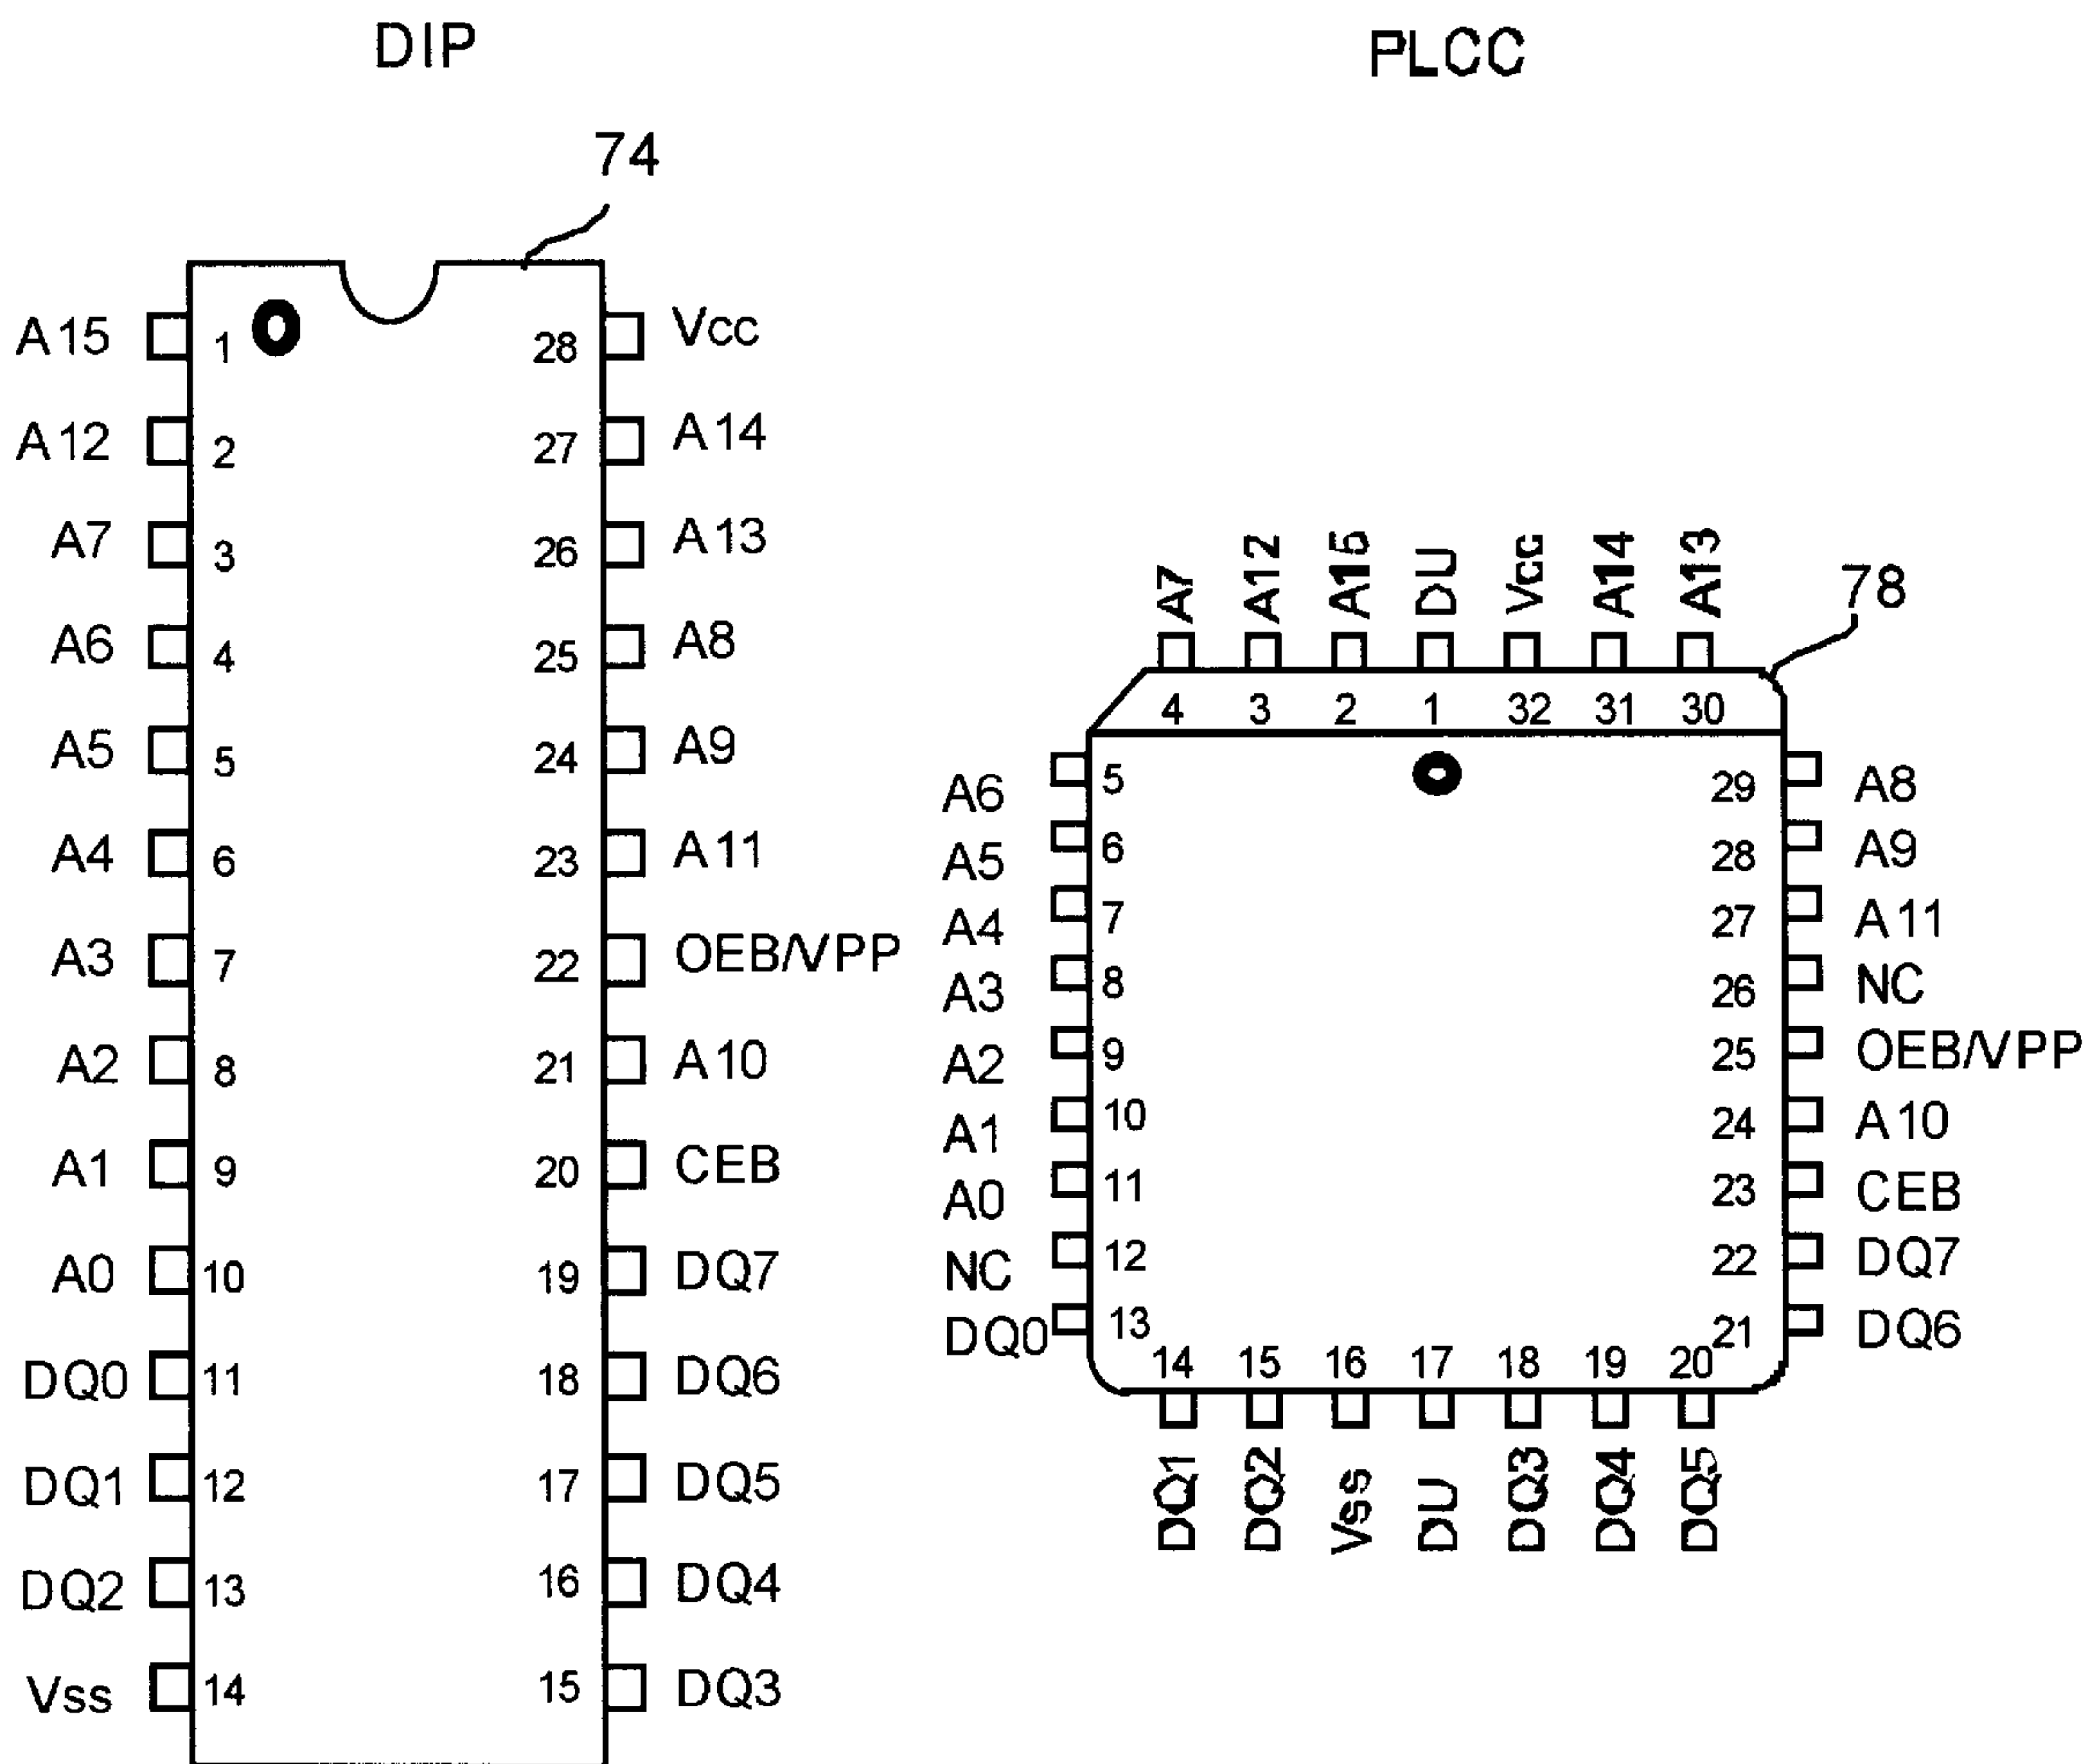 DIP
74
A15 1 28 Vcc
A12 2 27 A14
A7 3 26 A13
A6 4 25 A8
A5 5 24 A9
A4 6 23 A11
A3 7 22 OEB/VPP
A2 8 21 A10
A1 9 20 CEB
A0 10 19 DQ7
DQ0 11 18 DQ6
DQ1 12 17 DQ5
DQ2 13 16 DQ4
Vss 14 15 DQ3
PLCC
78
A7 A12 A15 DU Vcc A14 A13
4 3 2 1 32 31 30
A6 5 29 A8
A5 6 28 A9
A4 7 27 A11
A3 8 26 NC
A2 9 25 OEB/VPP
A1 10 24 A10
A0 11 23 CEB
NC 12 22 DQ7
DQ0 13 21 DQ6
14 15 16 17 18 19 20
DQ1 DQ2 Vss DU DQ3 DQ4 DQ5